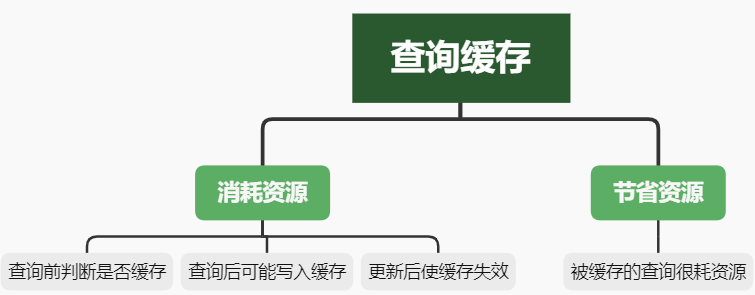 查询缓存
消耗资源
节省资源
查询前判断是否缓存
查询后可能写入缓存
更新后使缓存失效
被缓存的查询很耗资源